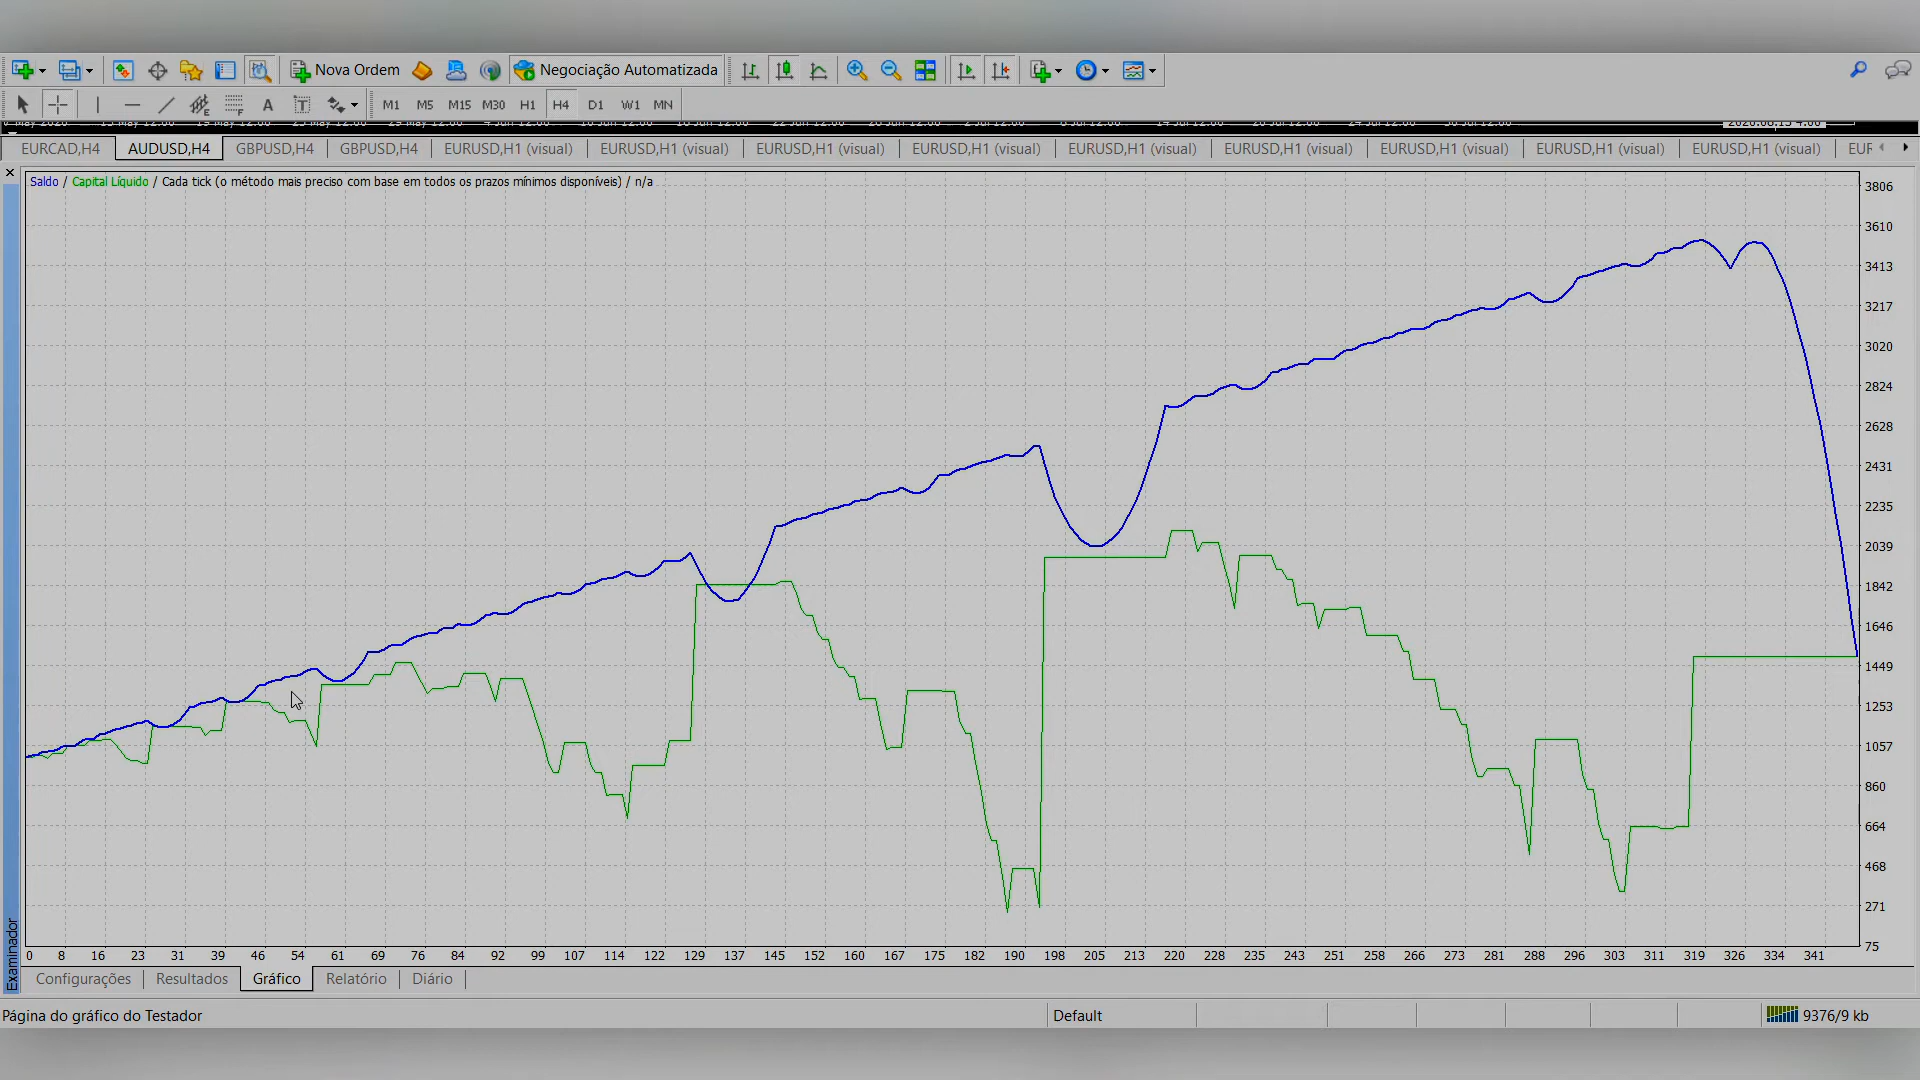 Nova Ordem Negociação Automatizada
A T M1 M5 M15 M30 H1 H4 D1 W1 MN
EURCAD,H4 AUDUSD,H4 GBPUSD,H4 GBPUSD,H4 EURUSD,H1 (visual) EURUSD,H1 (visual) EURUSD,H1 (visual) EURUSD,H1 (visual) EURUSD,H1 (visual) EURUSD,H1 (visual) EURUSD,H1 (visual) EURUSD,H1 (visual) EURUSD,H1 (visual) EUF
Saldo / Capital Líquido / Cada tick (o método mais preciso com base em todos os prazos mínimos disponíveis) / n/a
3806
3610
3413
3217
3020
2824
2628
2431
2235
2039
1842
1646
1449
1253
1057
860
664
468
271
75
0 8 16 23 31 39 46 54 61 69 76 84 92 99 107 114 122 129 137 145 152 160 167 175 182 190 198 205 213 220 228 235 243 251 258 266 273 281 288 296 303 311 319 326 334 341
Examinador
Configurações Resultados Gráfico Relatório Diário
Página do gráfico do Testador Default 9376/9 kb